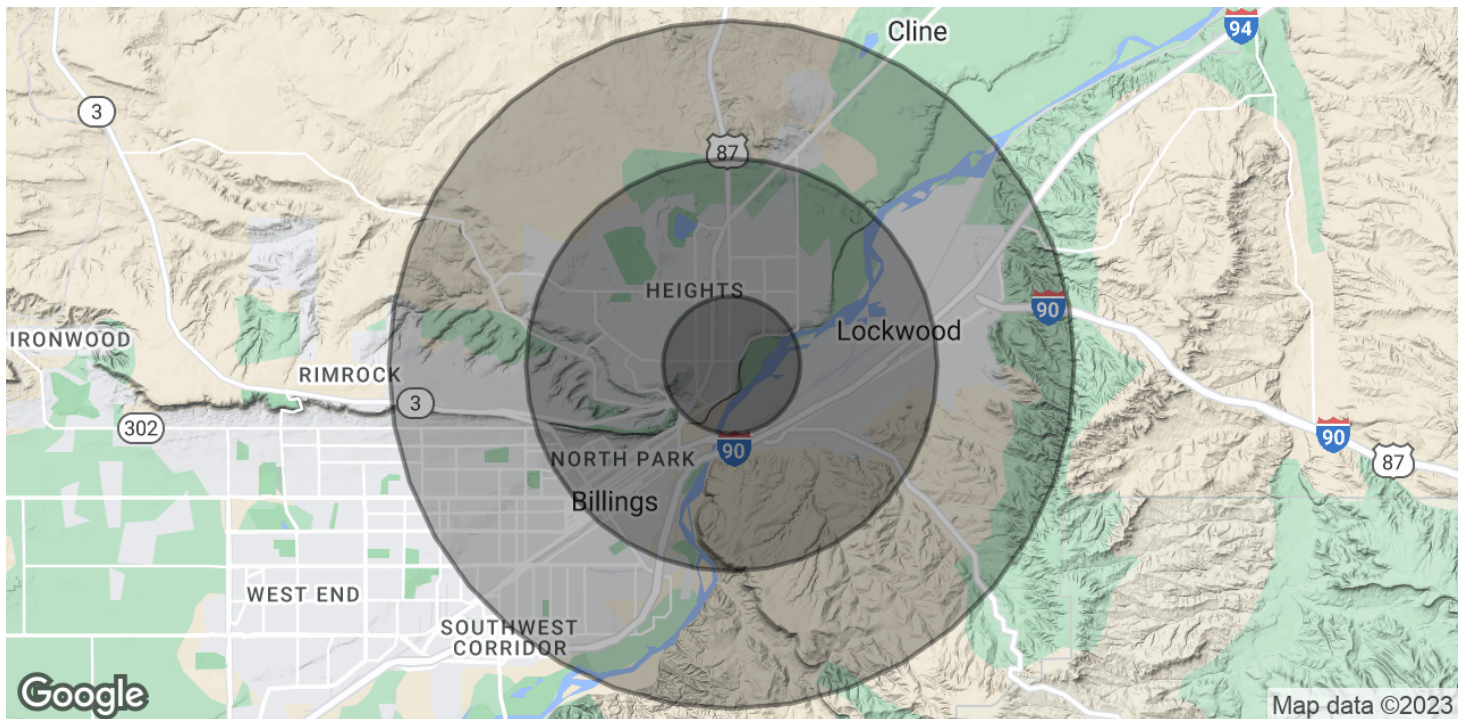 Cline
94
3
87
HEIGHTS
90
Lockwood
IRONWOOD
RIMROCK
3
302
90
87
NORTH PARK
90
Billings
WEST END
SOUTHWEST
CORRIDOR
Google
Map data ©2023